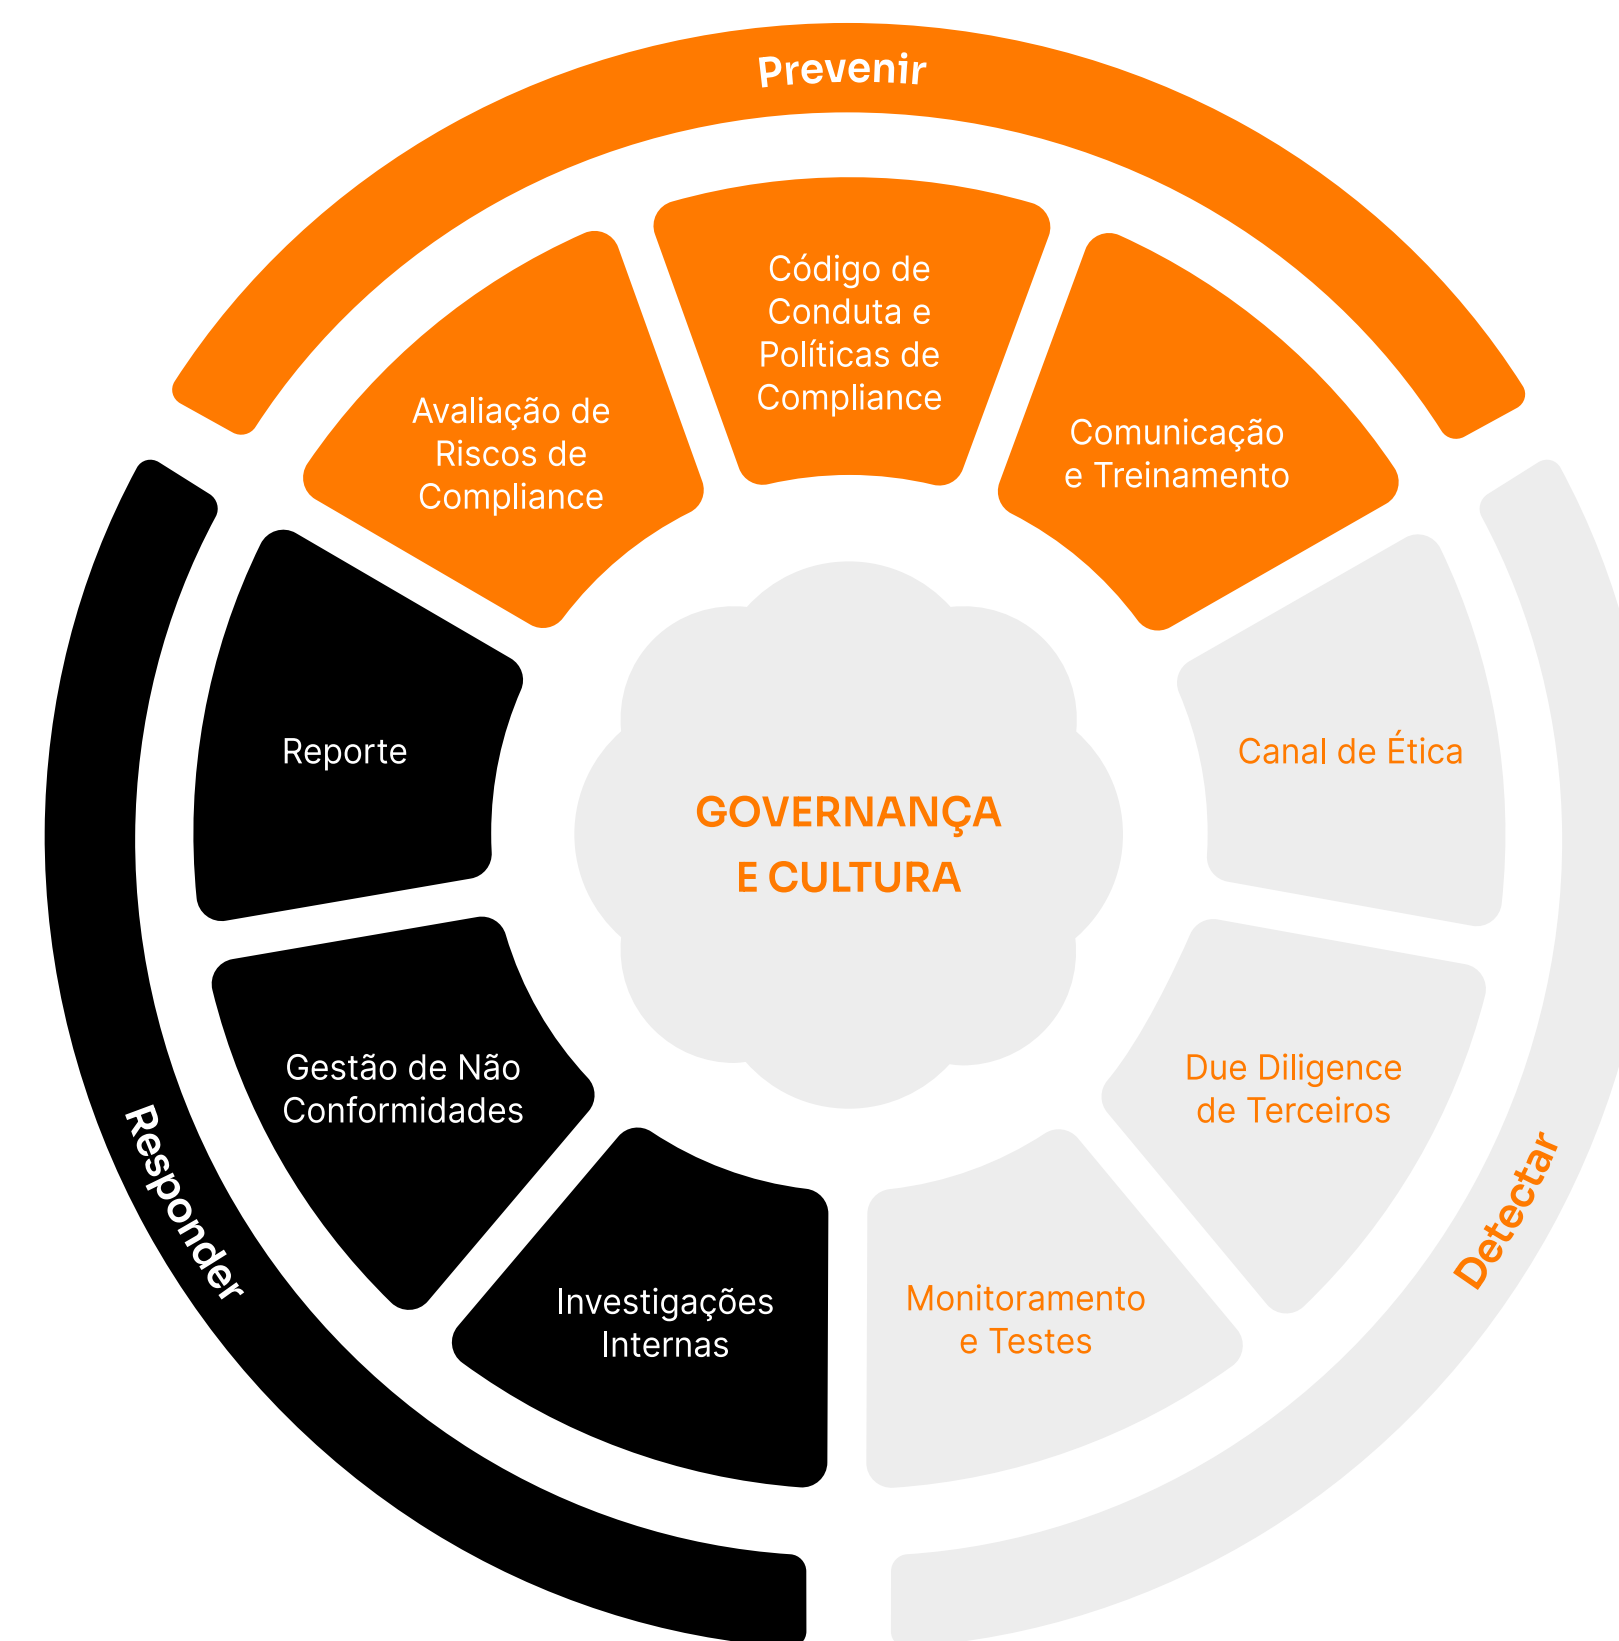 Prevenir
Código de
Conduta e
Políticas de
Compliance
Avaliação de
Riscos de
Compliance
Comunicação
e Treinamento
Reporte
Canal de Ética
GOVERNANÇA
E CULTURA
Gestão de Não
Conformidades
Due Diligence
de Terceiros
Responder
Detectar
Investigações
Internas
Monitoramento
e Testes